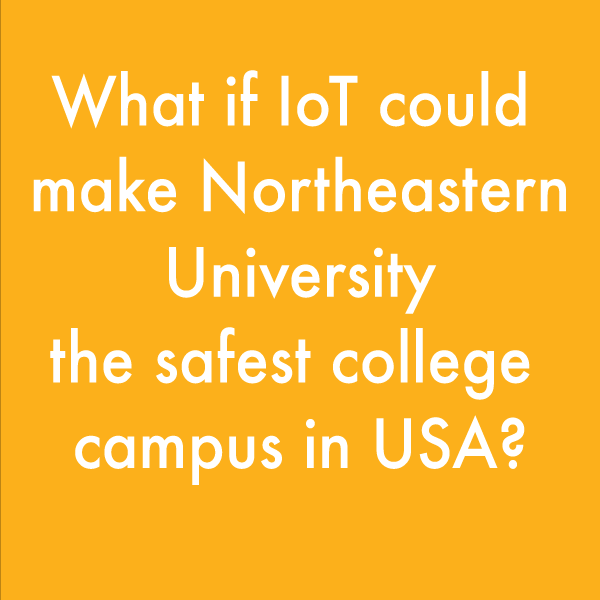 What if IoT could
make Northeastern
University
the safest college
campus in USA?